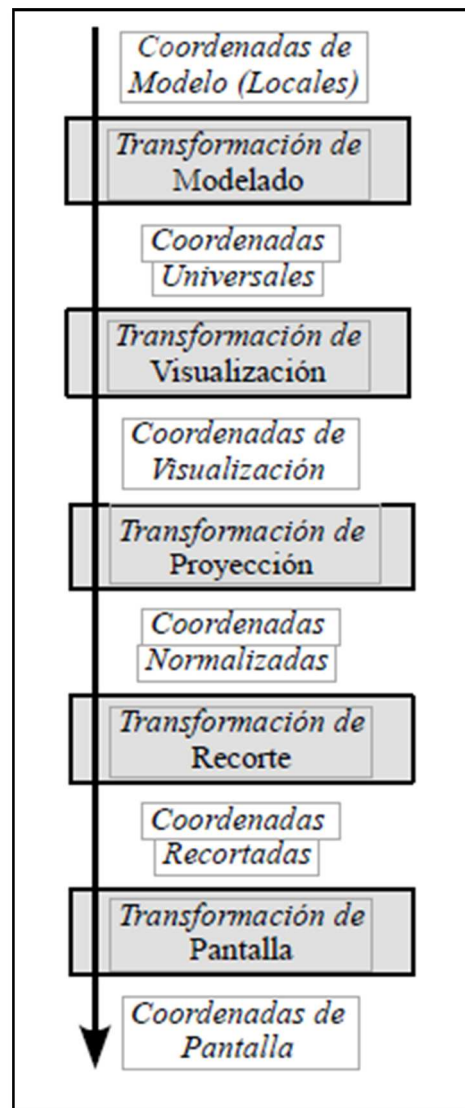 Coordenadas de
Modelo (Locales)
Transformación de
Modelado
Coordenadas
Universales
Transformación de
Visualización
Coordenadas de
Visualización
Transformación de
Proyección
Coordenadas
Normalizadas
Transformación de
Recorte
Coordenadas
Recortadas
Transformación de
Pantalla
Coordenadas de
Pantalla